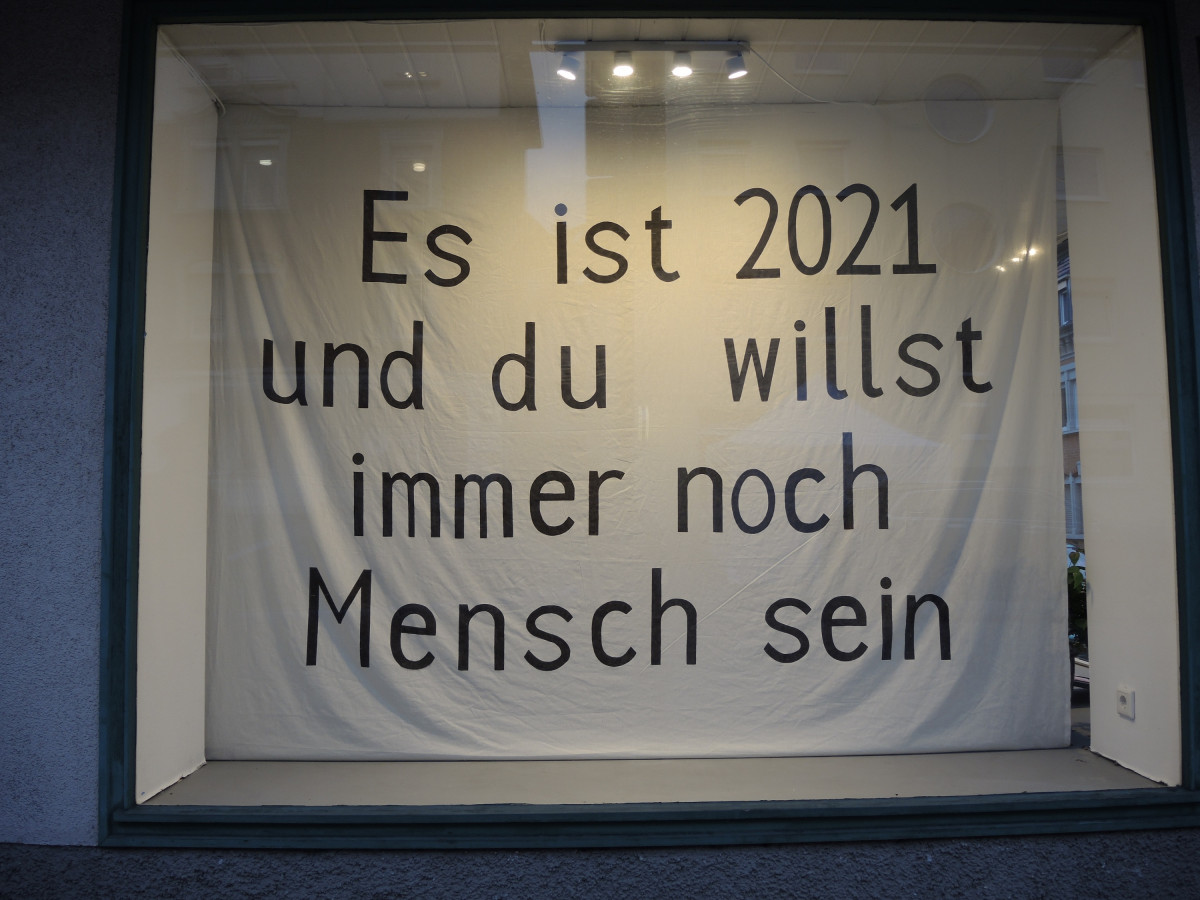 Es ist 2021
und du willst
immer noch
Mensch sein